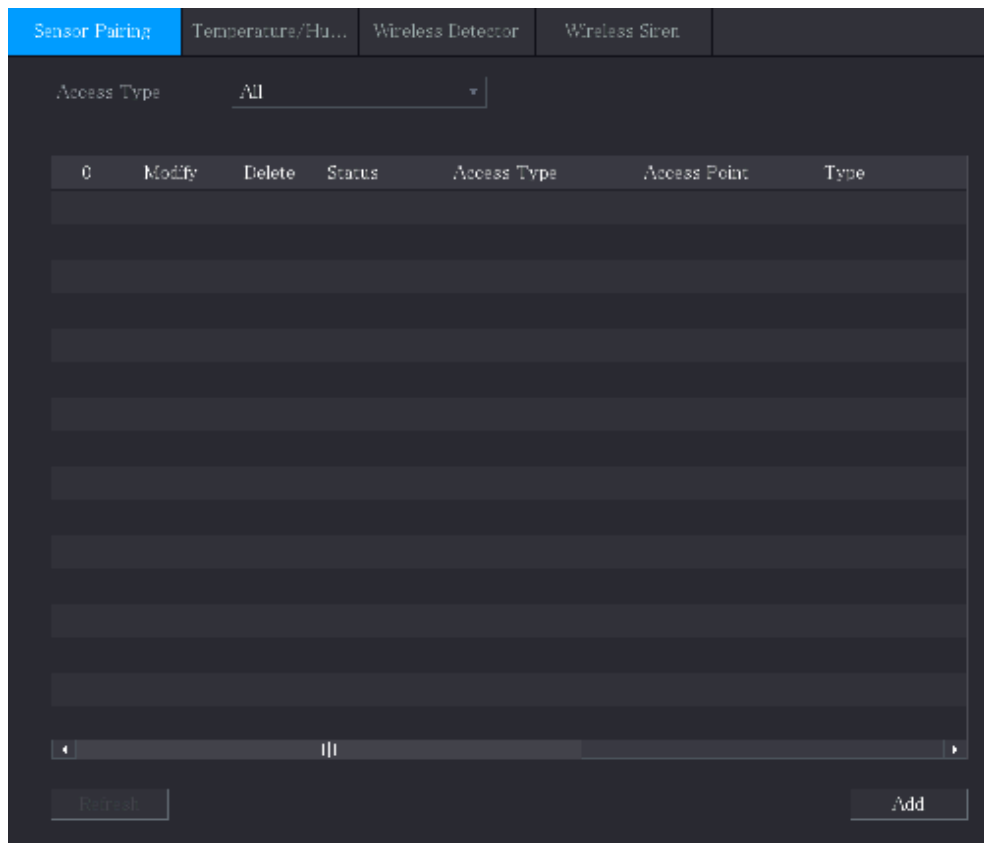 Sensor Pairing Temperature/Hu... Wireless Detector Wireless Siren
Access Type All
0 Modify Delete Status Access Type Access Point Type
Refresh Add